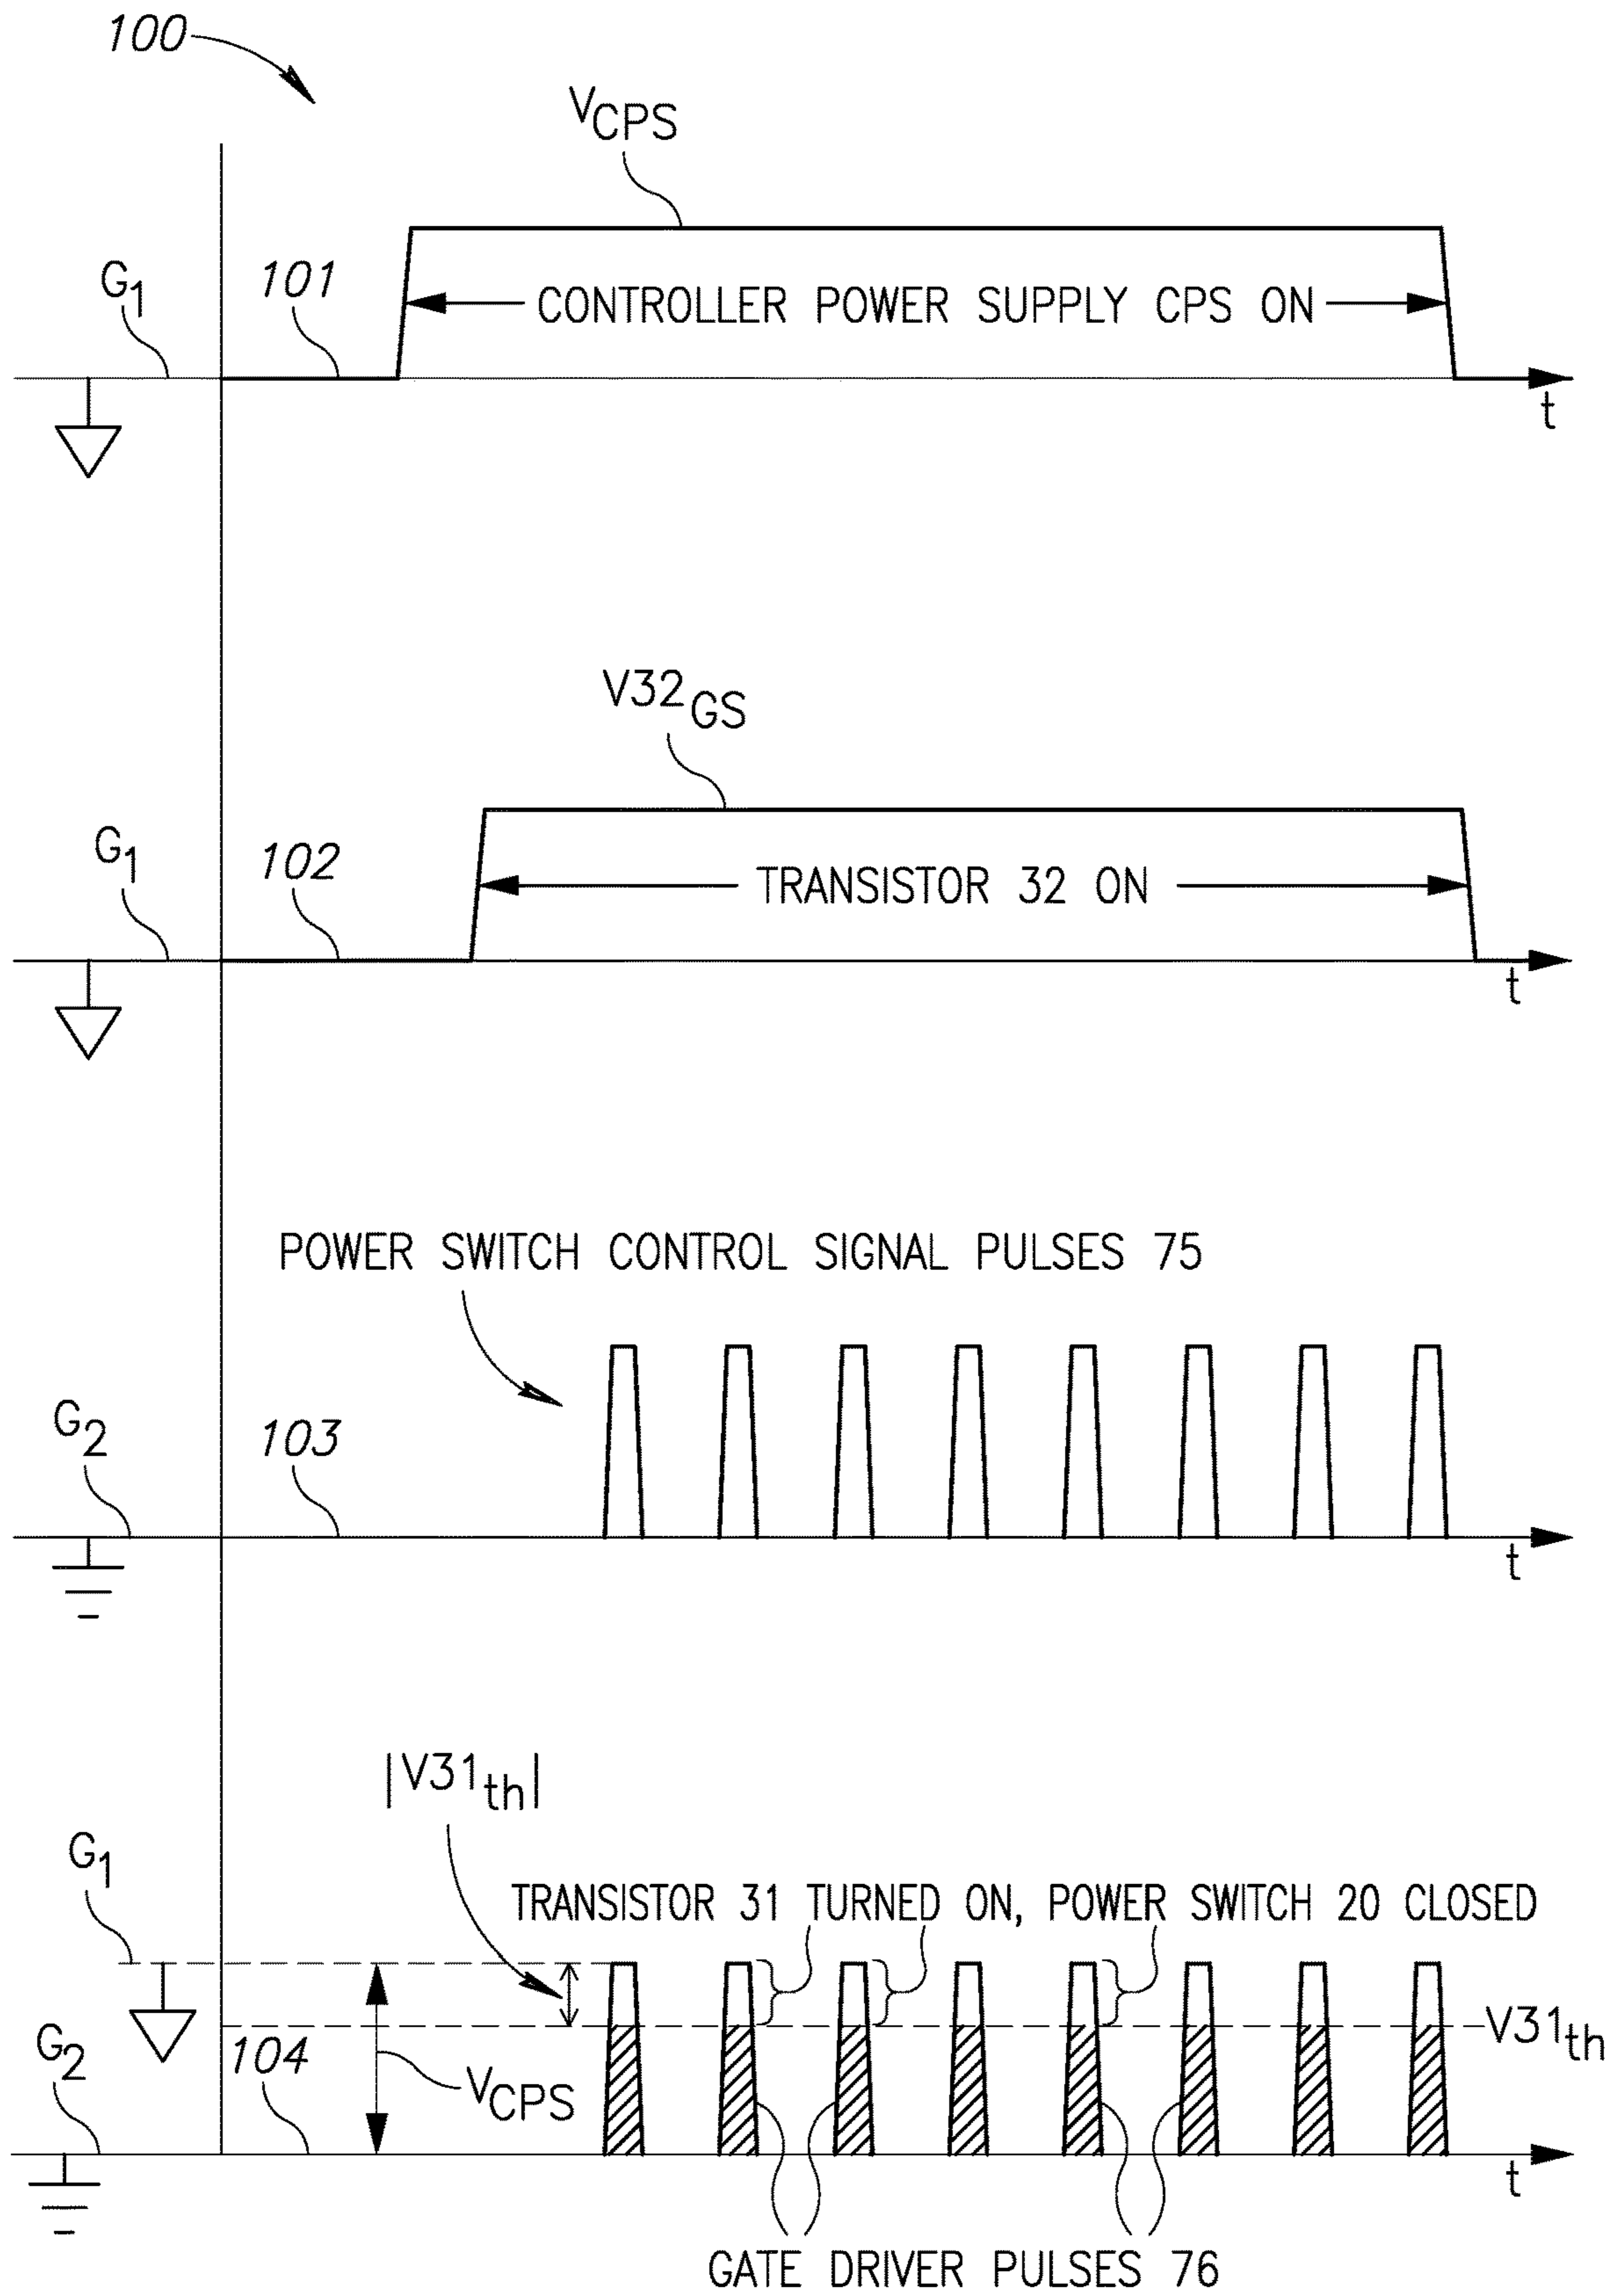 100
VCPS
G1
101
CONTROLLER POWER SUPPLY CPS ON
t
V32GS
G1
102
TRANSISTOR 32 ON
t
POWER SWITCH CONTROL SIGNAL PULSES 75
G2
103
t
|V31th|
G1
TRANSISTOR 31 TURNED ON, POWER SWITCH 20 CLOSED
V31th
G2
104
VCPS
t
GATE DRIVER PULSES 76